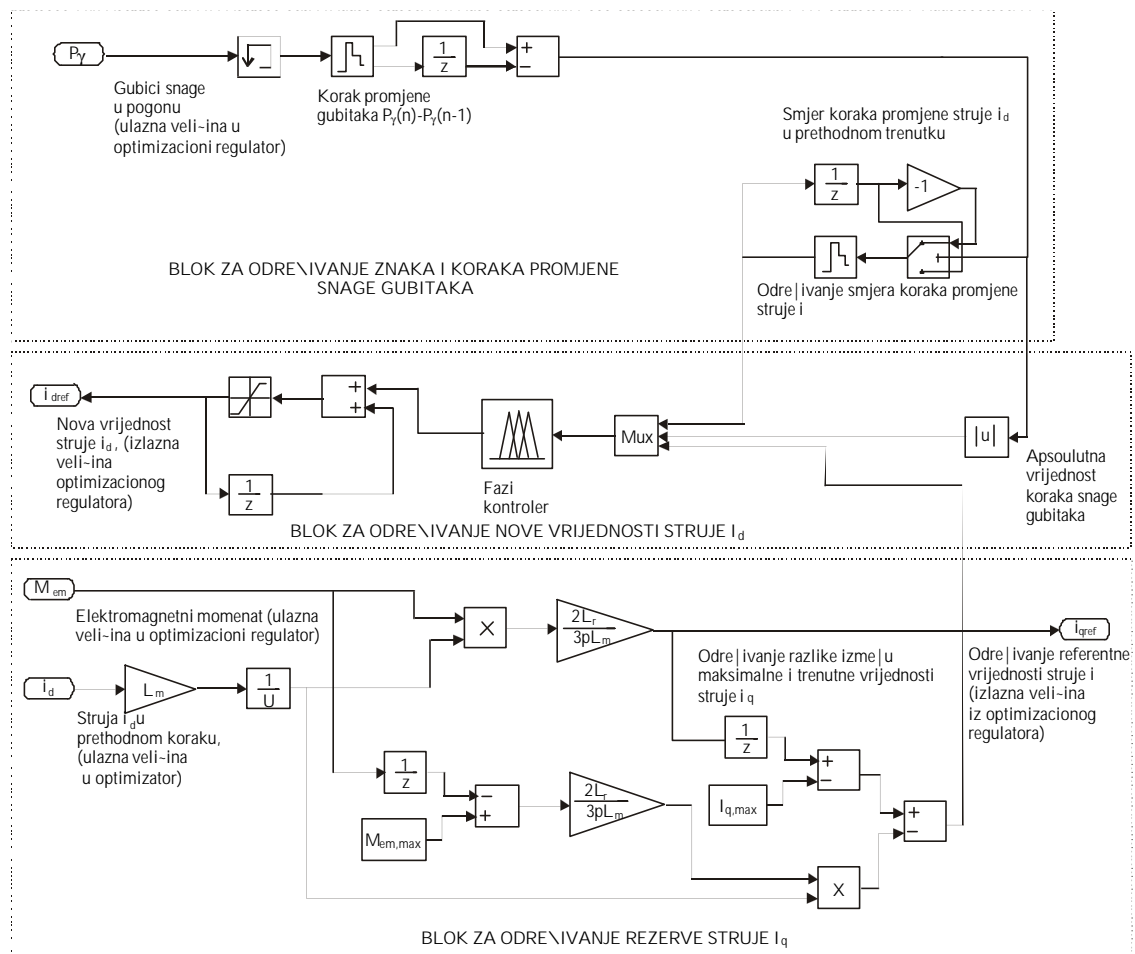 Pγ
1
z
+
−
Gubici snage
u pogonu
(ulazna veli~ina u
optimizacioni regulator)
Korak promjene
gubitaka Pγ(n)-Pγ(n-1)
Smjer koraka promjene struje id
u prethodnom trenutku
1
z
-1
BLOK ZA ODRE\IVANJE ZNAKA I KORAKA PROMJENE
SNAGE GUBITAKA
Odre|ivanje smjera koraka promjene
struje i
i dref
+
+
Mux
|u|
Nova vrijednost
struje id, (izlazna
veli~ina
optimizacionog
regulatora)
1
z
Fazi
kontroler
Apsoulutna
vrijednost
koraka snage
gubitaka
BLOK ZA ODRE\IVANJE NOVE VRIJEDNOSTI STRUJE Id
Mem
Elektromagnetni momenat (ulazna
veli~ina u optimizacioni regulator)
X
2Lr
3pLm
iqref
Odre|ivanje razlike izme|u
maksimalne i trenutne vrijednosti
struje iq
Odre|ivanje referentne
vrijednosti struje i
(izlazna veli~ina
iz optimizacionog
regulatora)
id
Lm
1
U
Struja id u
prethodnom koraku,
(ulazna veli~ina
u optimizator)
1
z
1
z
−
+
2Lr
3pLm
+
−
Iq,max
+
−
Mem,max
X
BLOK ZA ODRE\IVANJE REZERVE STRUJE Iq